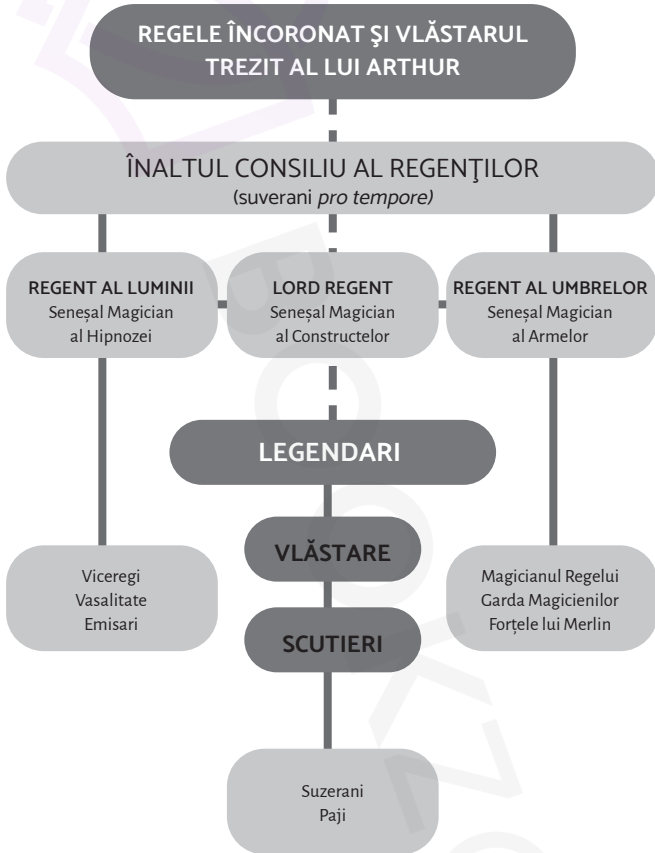 REGELE ÎNCORONAT ŞI VLĂSTARUL
TREZIT AL LUI ARTHUR
ÎNALTUL CONSILIU AL REGENŢILOR
(suverani pro tempore)
REGENT AL LUMINII
Seneșal Magician
al Hipnozei
LORD REGENT
Seneșal Magician
al Constructelor
REGENT AL UMBRELOR
Seneșal Magician
al Armelor
LEGENDARI
VLĂSTARE
SCUTIERI
Viceregi
Vasalitate
Emisari
Magicianul Regelui
Garda Magicienilor
Forțele lui Merlin
Suzerani
Paji
BOOKZ